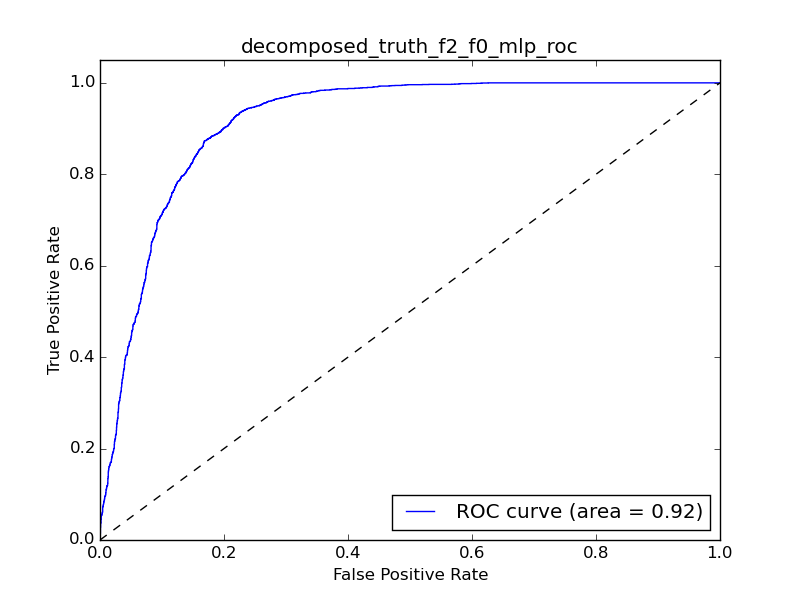 decomposed_truth_f2_f0_mlp_roc
1.0
0.8
0.6
0.4
0.2
0.0
True Positive Rate
ROC curve (area = 0.92)
0.0 0.2 0.4 0.6 0.8 1.0
False Positive Rate